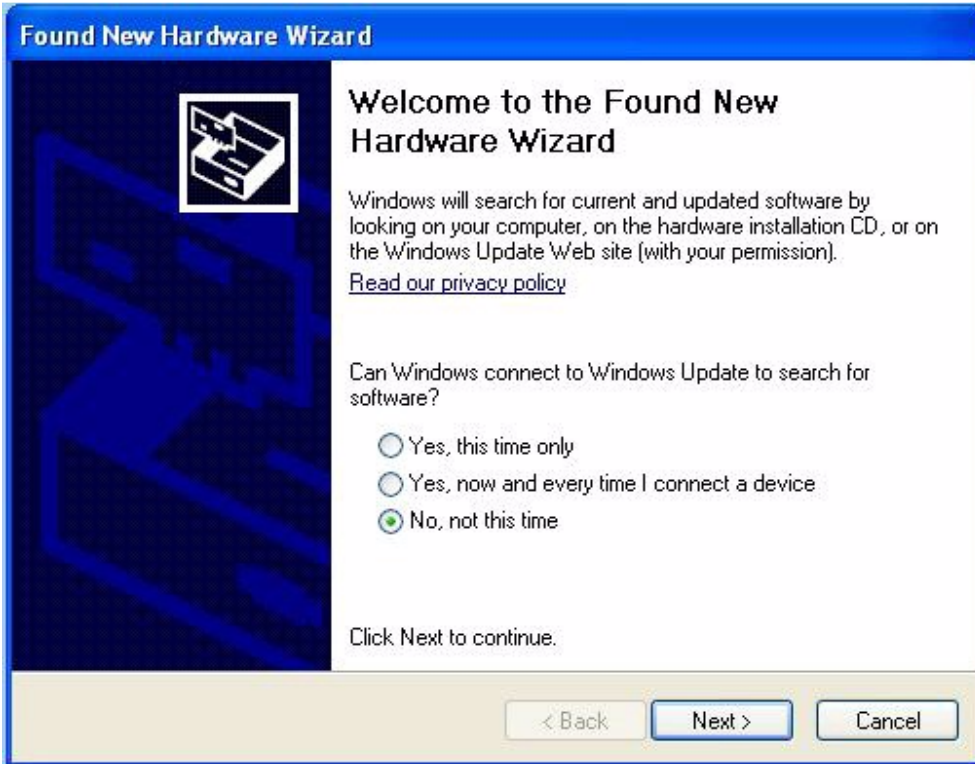 Found New Hardware Wizard
Welcome to the Found New
Hardware Wizard
Windows will search for current and updated software by
looking on your computer, on the hardware installation CD, or on
the Windows Update Web site (with your permission).
Read our privacy policy
Can Windows connect to Windows Update to search for
software?
Yes, this time only
Yes, now and every time I connect a device
No, not this time
Click Next to continue.
< Back Next > Cancel